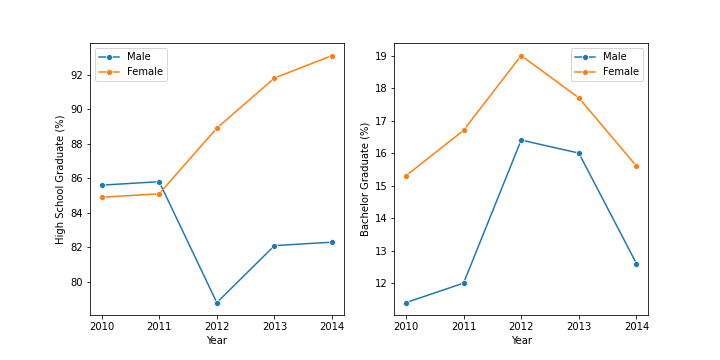 Male
Female
High School Graduate (%)
92
90
88
86
84
82
80
2010 2011 2012 2013 2014
Year
Male
Female
Bachelor Graduate (%)
19
18
17
16
15
14
13
12
2010 2011 2012 2013 2014
Year